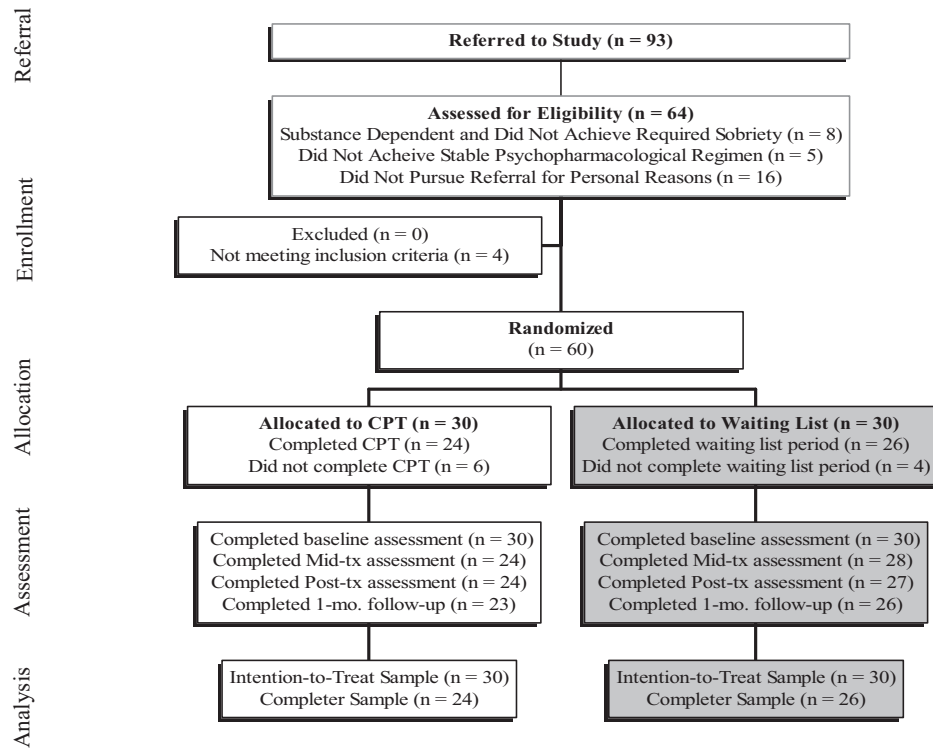 Referral
Referred to Study (n = 93)
Assessed for Eligibility (n = 64)
Substance Dependent and Did Not Achieve Required Sobriety (n = 8)
Did Not Acheive Stable Psychopharmacological Regimen (n = 5)
Did Not Pursue Referral for Personal Reasons (n = 16)
Enrollment
Excluded (n = 0)
Not meeting inclusion criteria (n = 4)
Randomized
(n = 60)
Allocation
Allocated to CPT (n = 30)
Completed CPT (n = 24)
Did not complete CPT (n = 6)
Allocated to Waiting List (n = 30)
Completed waiting list period (n = 26)
Did not complete waiting list period (n = 4)
Assessment
Completed baseline assessment (n = 30)
Completed Mid-tx assessment (n = 24)
Completed Post-tx assessment (n = 24)
Completed 1-mo. follow-up (n = 23)
Completed baseline assessment (n = 30)
Completed Mid-tx assessment (n = 28)
Completed Post-tx assessment (n = 27)
Completed 1-mo. follow-up (n = 26)
Analysis
Intention-to-Treat Sample (n = 30)
Completer Sample (n = 24)
Intention-to-Treat Sample (n = 30)
Completer Sample (n = 26)